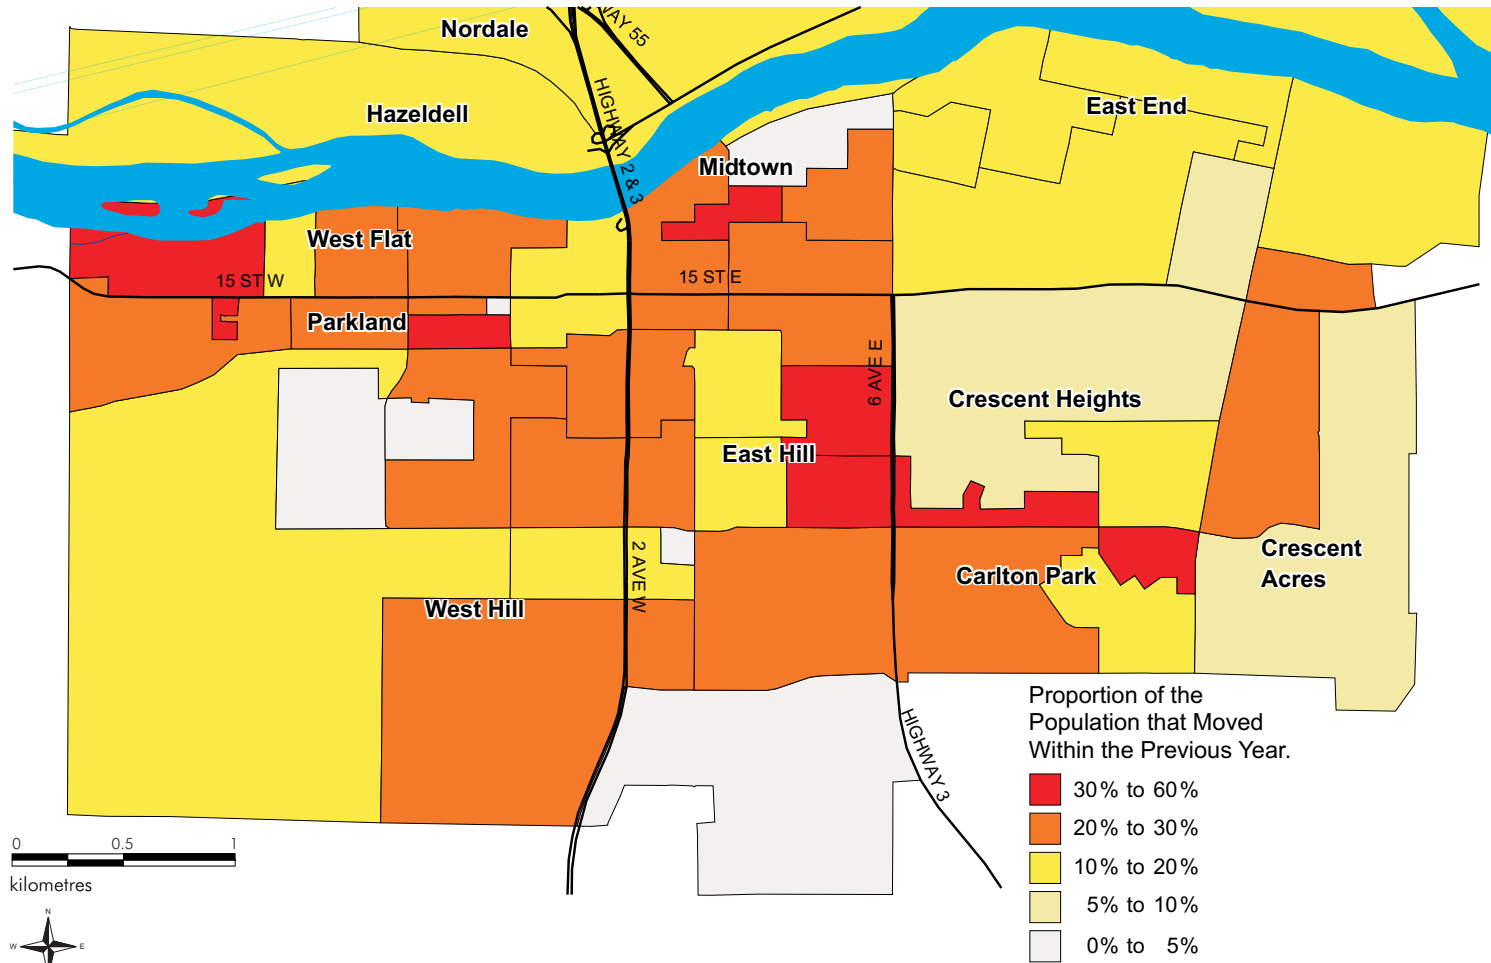 Nordale
WAY 55
HIGHWAY 2 & 3
Hazeldell
East End
Midtown
West Flat
15 ST W
15 ST E
Parkland
6 AVE E
Crescent Heights
East Hill
2 AVE W
Crescent
Acres
Carlton Park
West Hill
HIGHWAY 3
Proportion of the
Population that Moved
Within the Previous Year.
30% to 60%
20% to 30%
10% to 20%
5% to 10%
0% to 5%
0 0.5 1
kilometres
N
W E